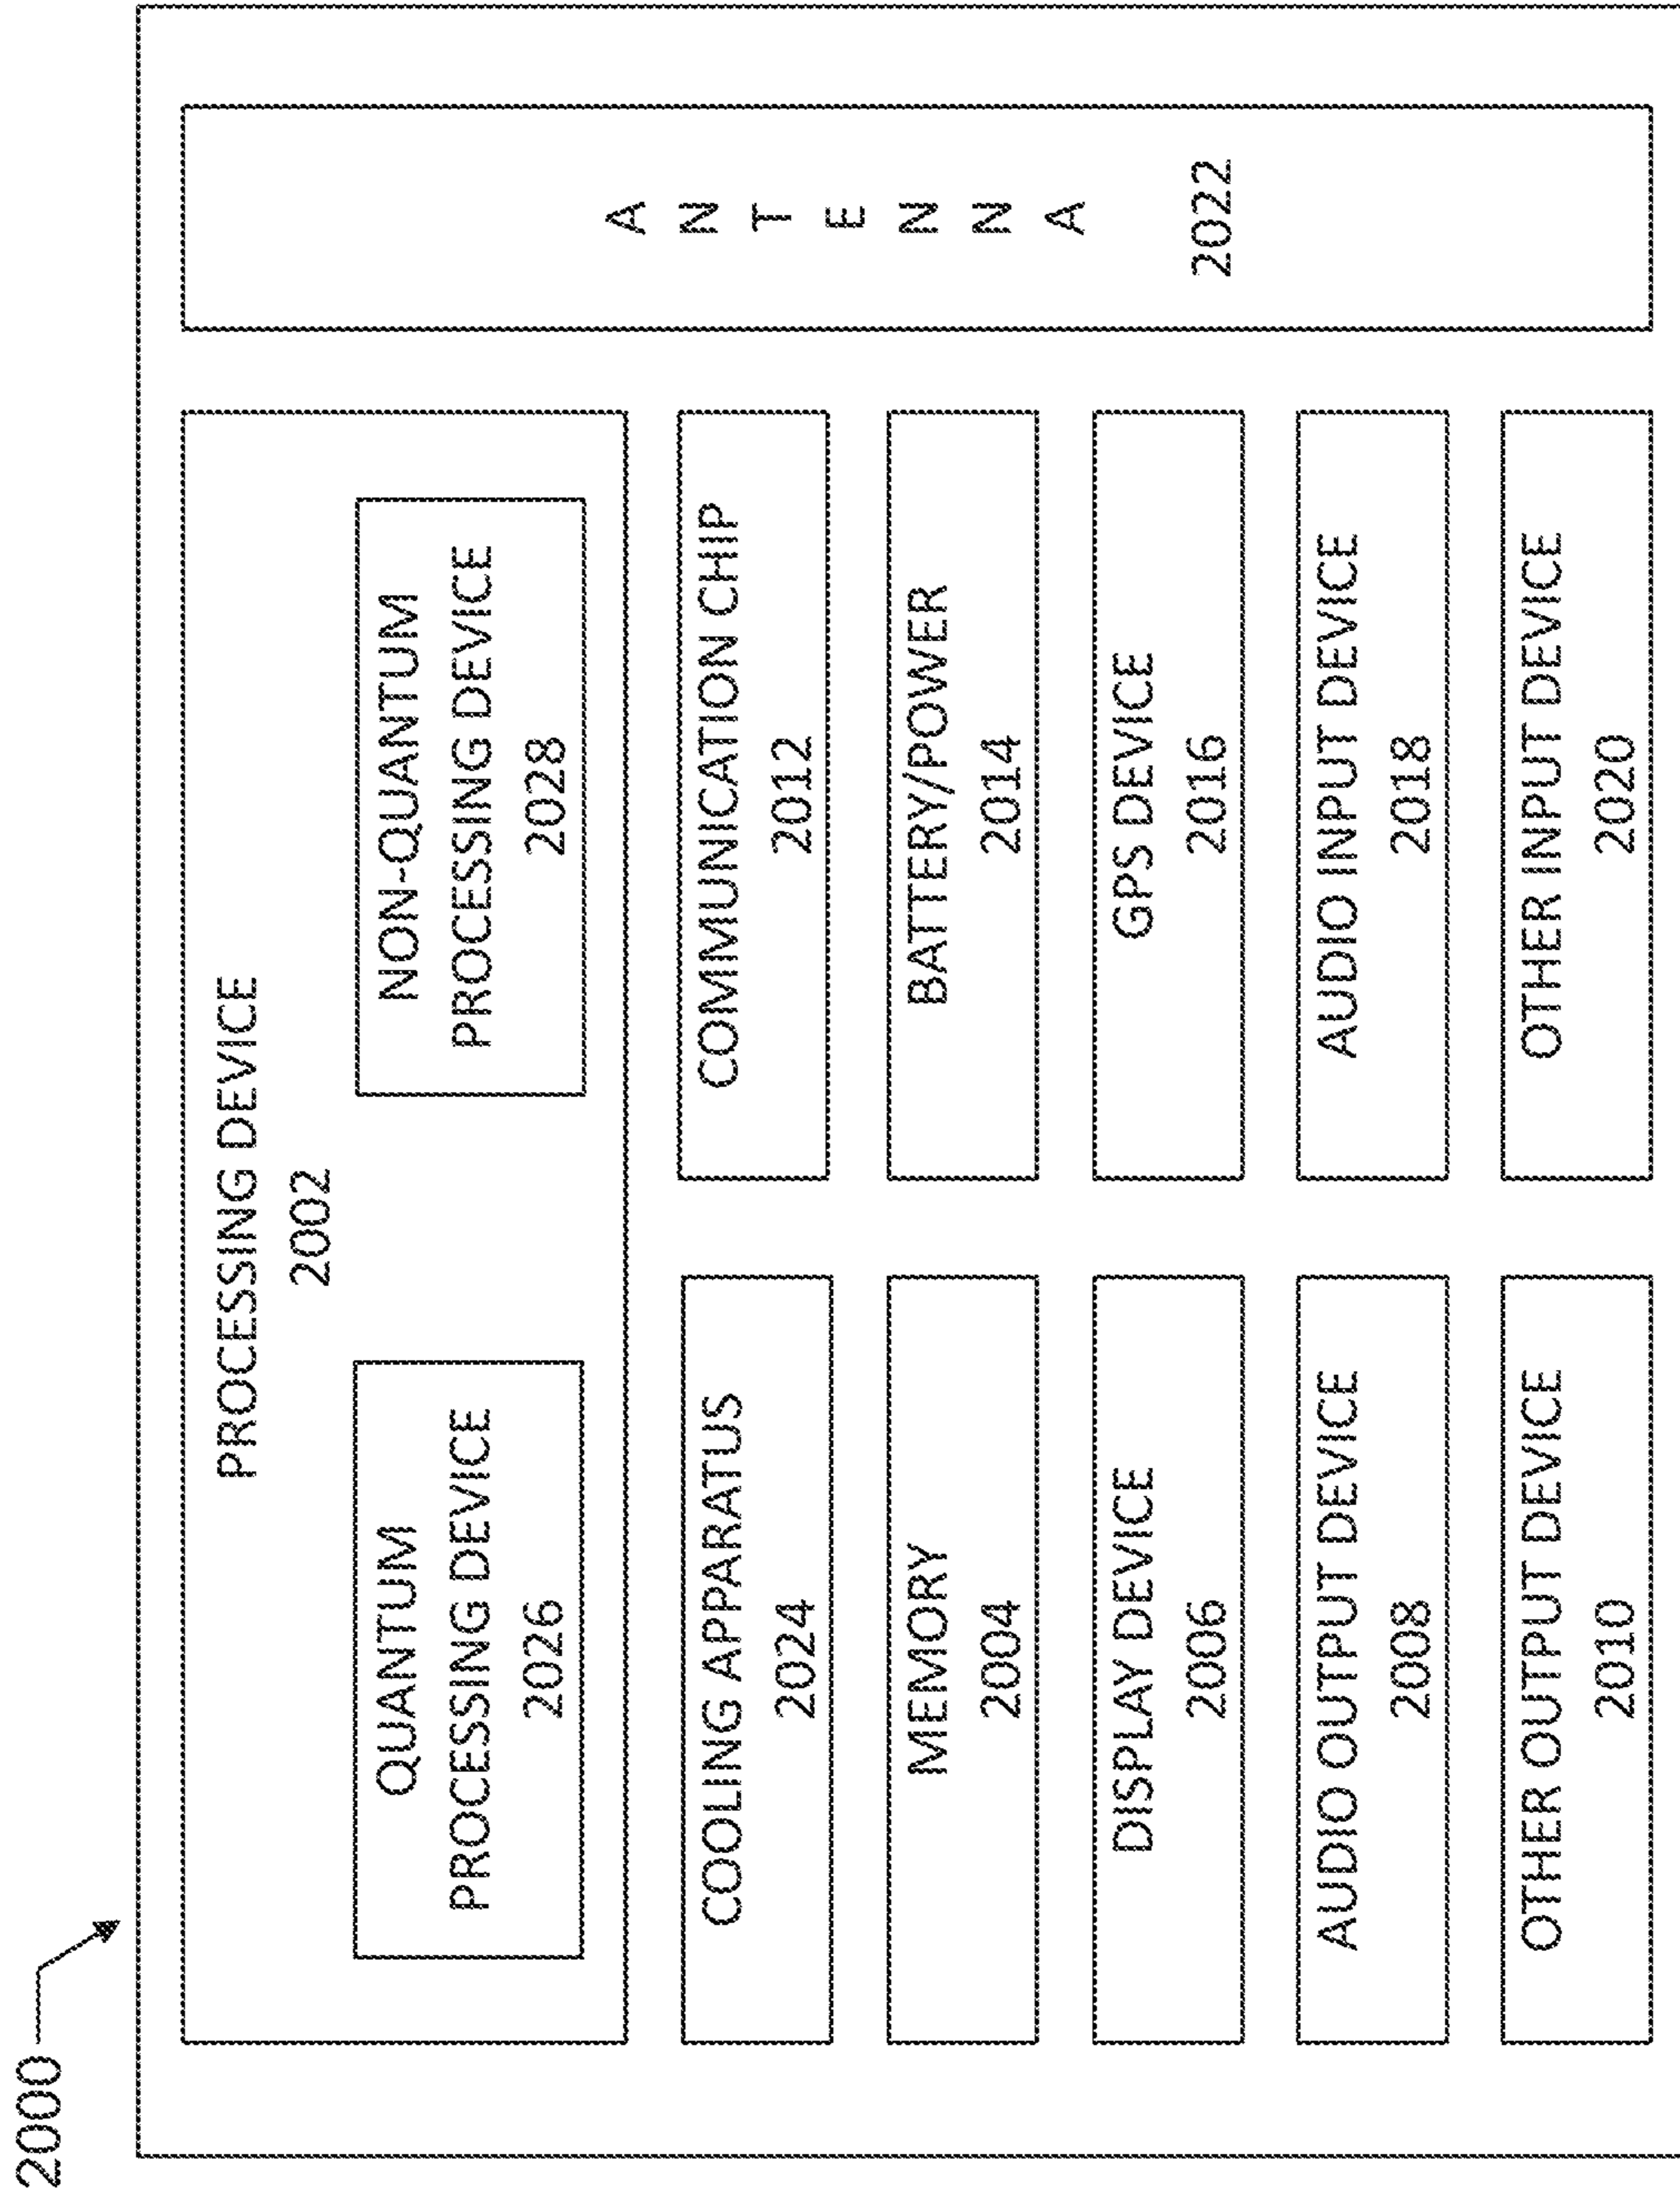 2000
PROCESSING DEVICE
2002
QUANTUM
PROCESSING DEVICE
2026
NON-QUANTUM
PROCESSING DEVICE
2028
COOLING APPARATUS
2024
COMMUNICATION CHIP
2012
MEMORY
2004
BATTERY/POWER
2014
DISPLAY DEVICE
2006
GPS DEVICE
2016
AUDIO OUTPUT DEVICE
2008
AUDIO INPUT DEVICE
2018
OTHER OUTPUT DEVICE
2010
OTHER INPUT DEVICE
2020
ANTENNA
2022